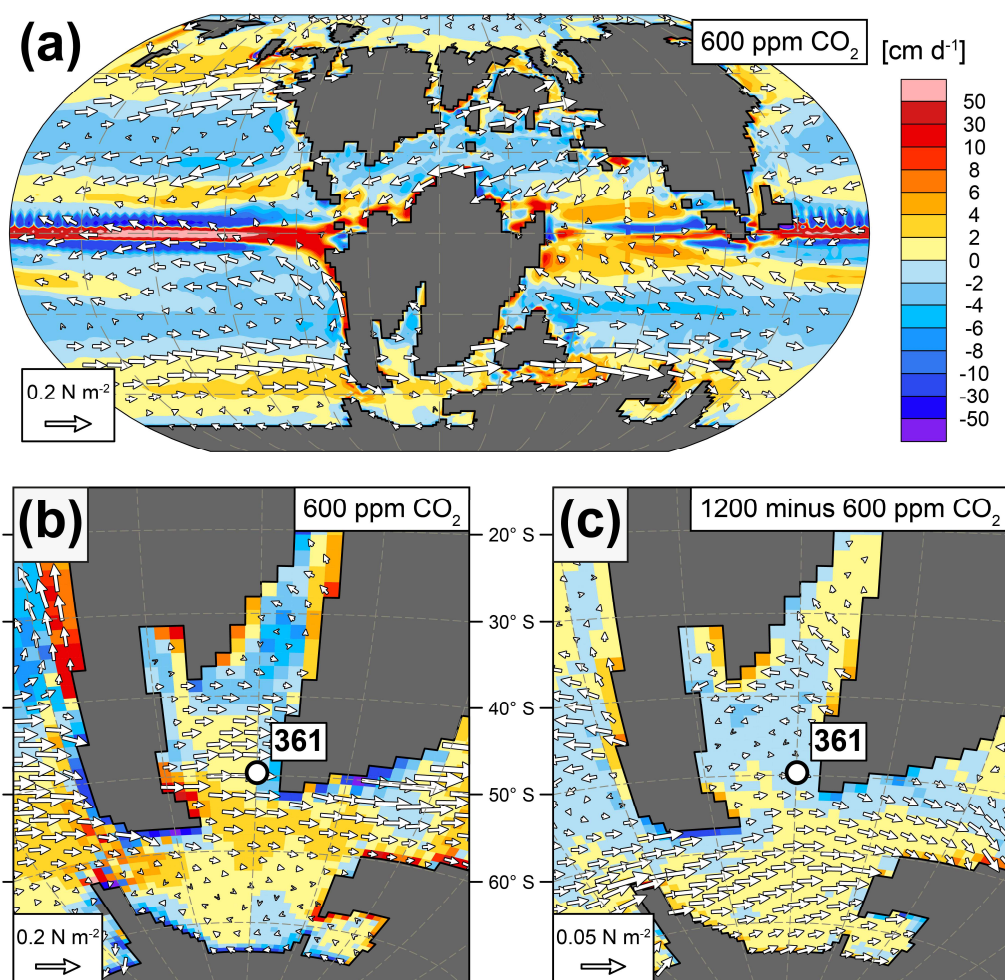 (a)
600 ppm CO₂
[cm d⁻¹]
50
30
10
8
6
4
2
0
-2
-4
-6
-8
-10
-30
-50
0.2 N m⁻²
(b)
600 ppm CO₂
20° S
30° S
40° S
50° S
60° S
361
0.2 N m⁻²
(c)
1200 minus 600 ppm CO₂
361
0.05 N m⁻²